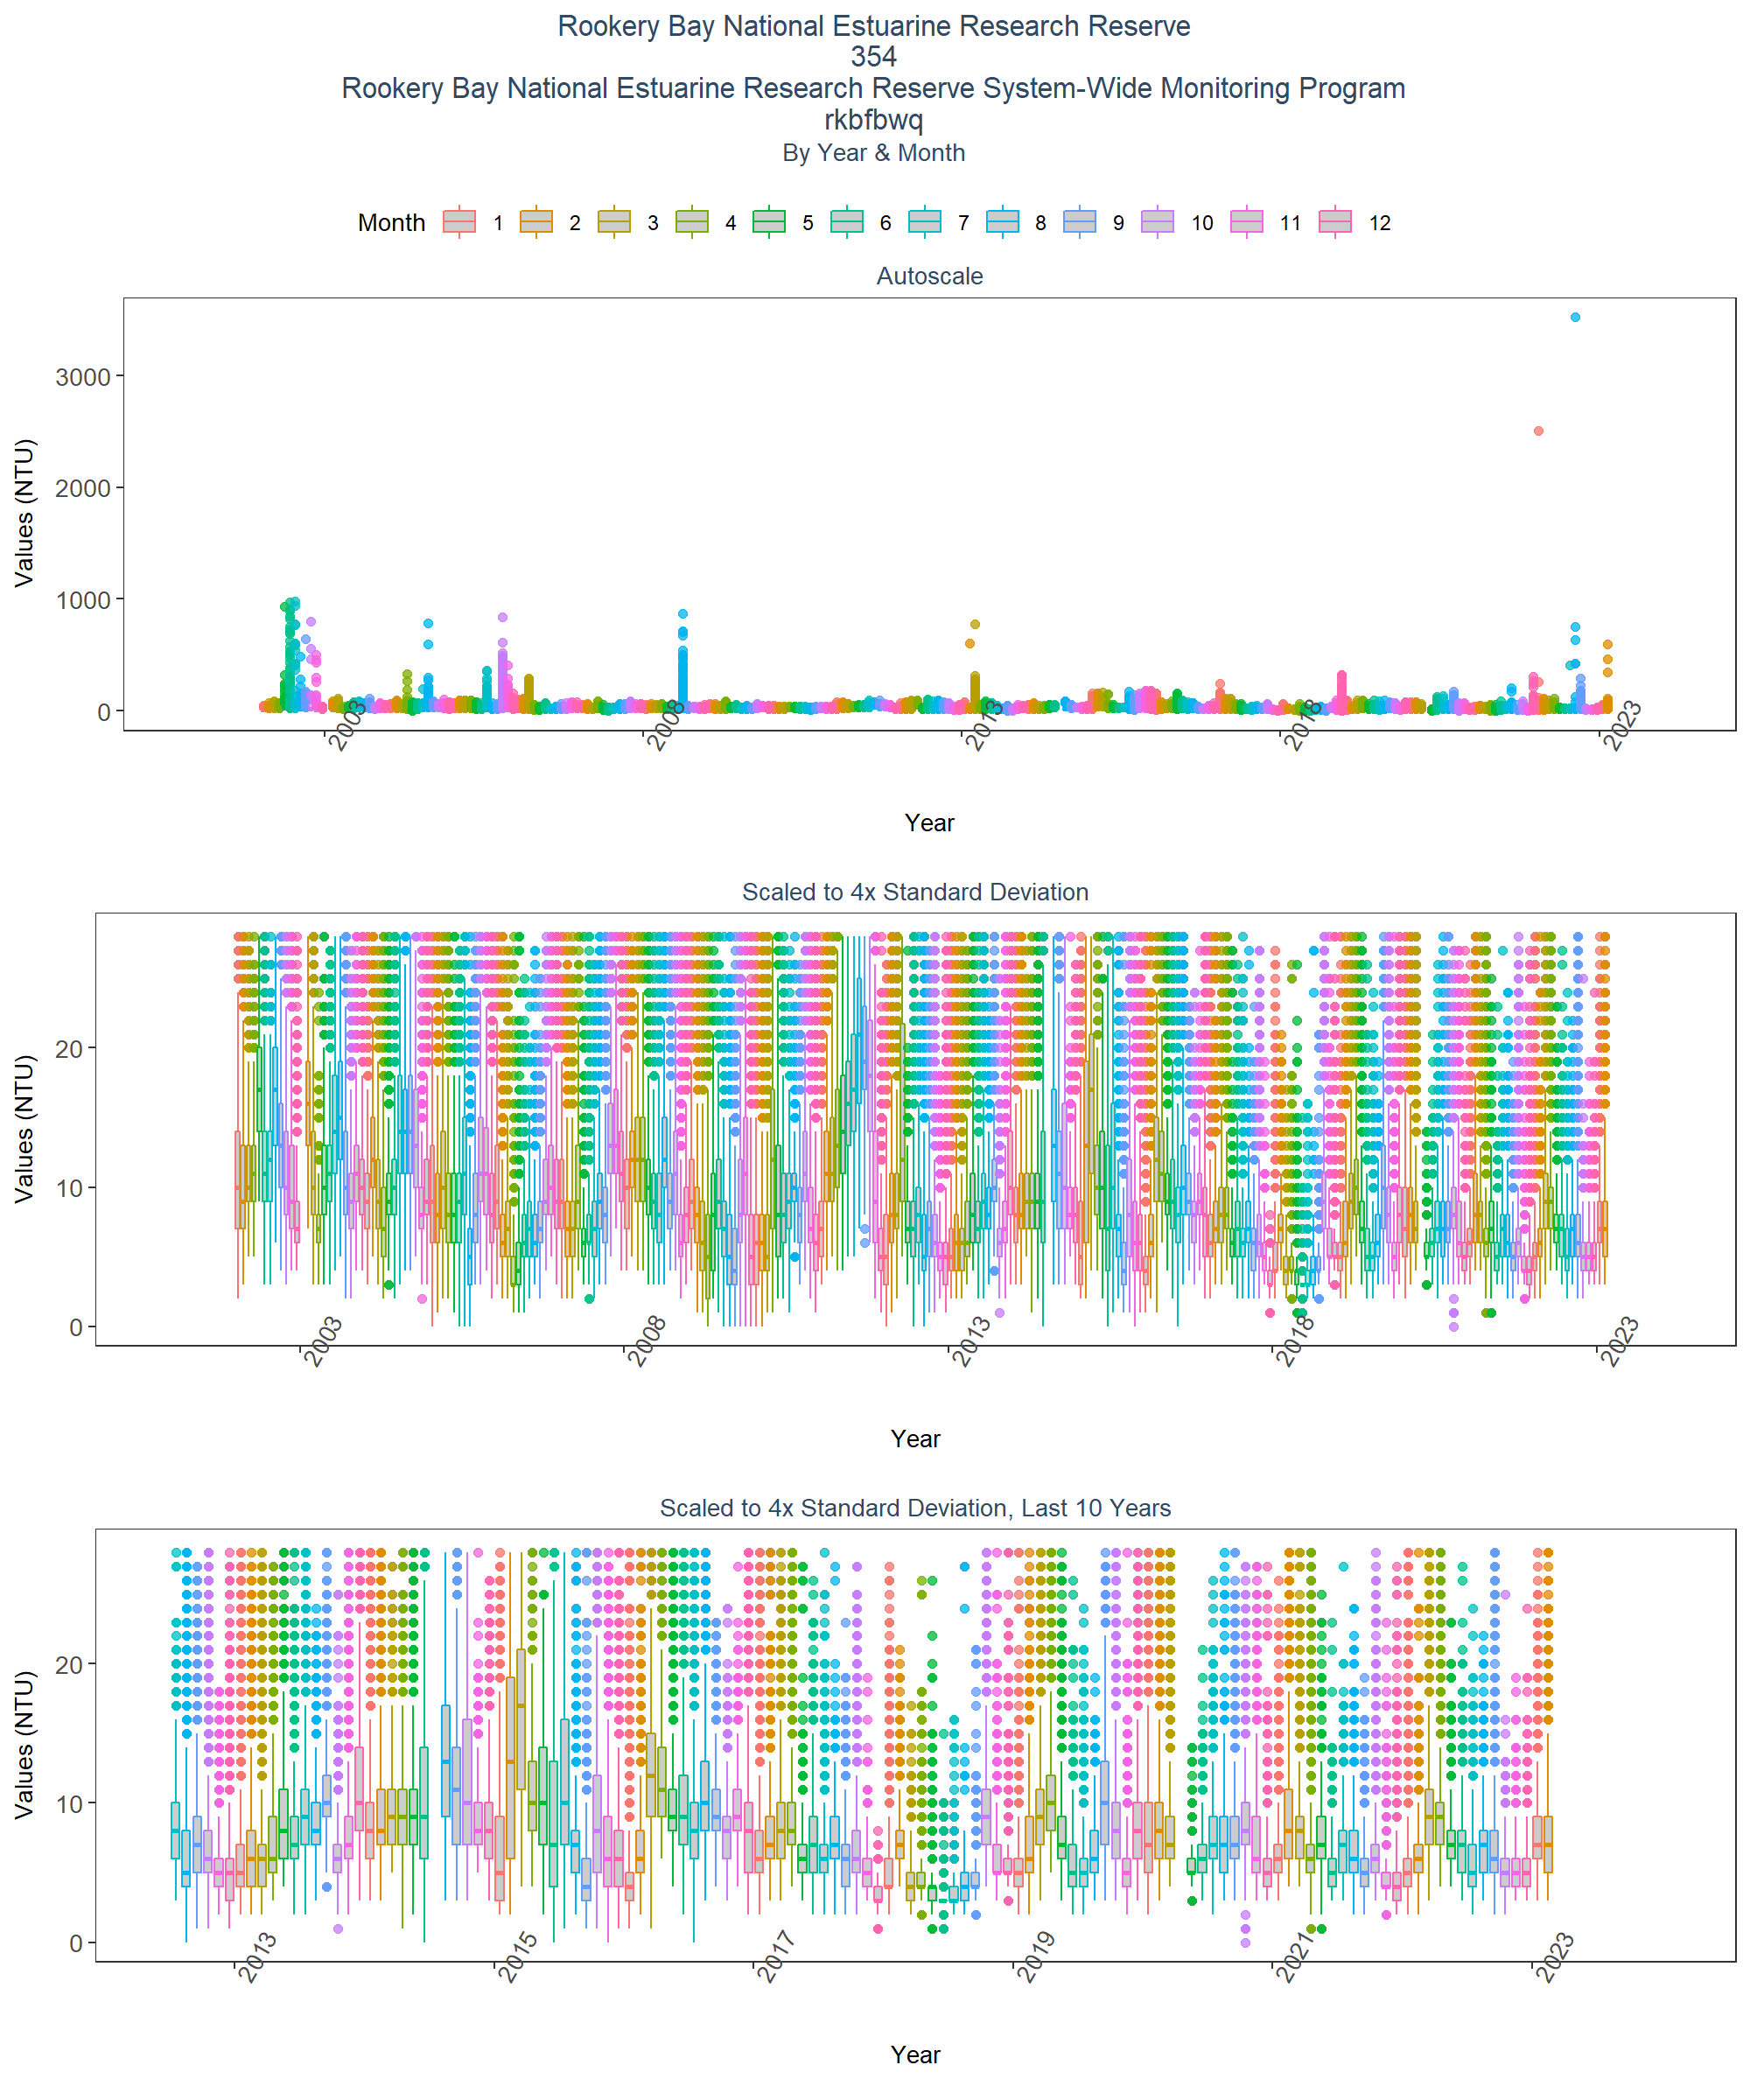 Rookery Bay National Estuarine Research Reserve
354
Rookery Bay National Estuarine Research Reserve System-Wide Monitoring Program
rkbfbwq
By Year & Month
Month 1 2 3 4 5 6 7 8 9 10 11 12
Autoscale
Values (NTU)
3000
2000
1000
0
2003 2008 2013 2018 2023
Year
Scaled to 4x Standard Deviation
Values (NTU)
20
10
0
2003 2008 2013 2018 2023
Year
Scaled to 4x Standard Deviation, Last 10 Years
Values (NTU)
20
10
0
2013 2015 2017 2019 2021 2023
Year